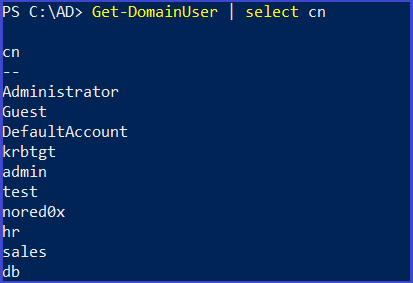 PS C:\AD> Get-DomainUser | select cn
cn
--
Administrator
Guest
DefaultAccount
krbtgt
admin
test
nored0x
hr
sales
db